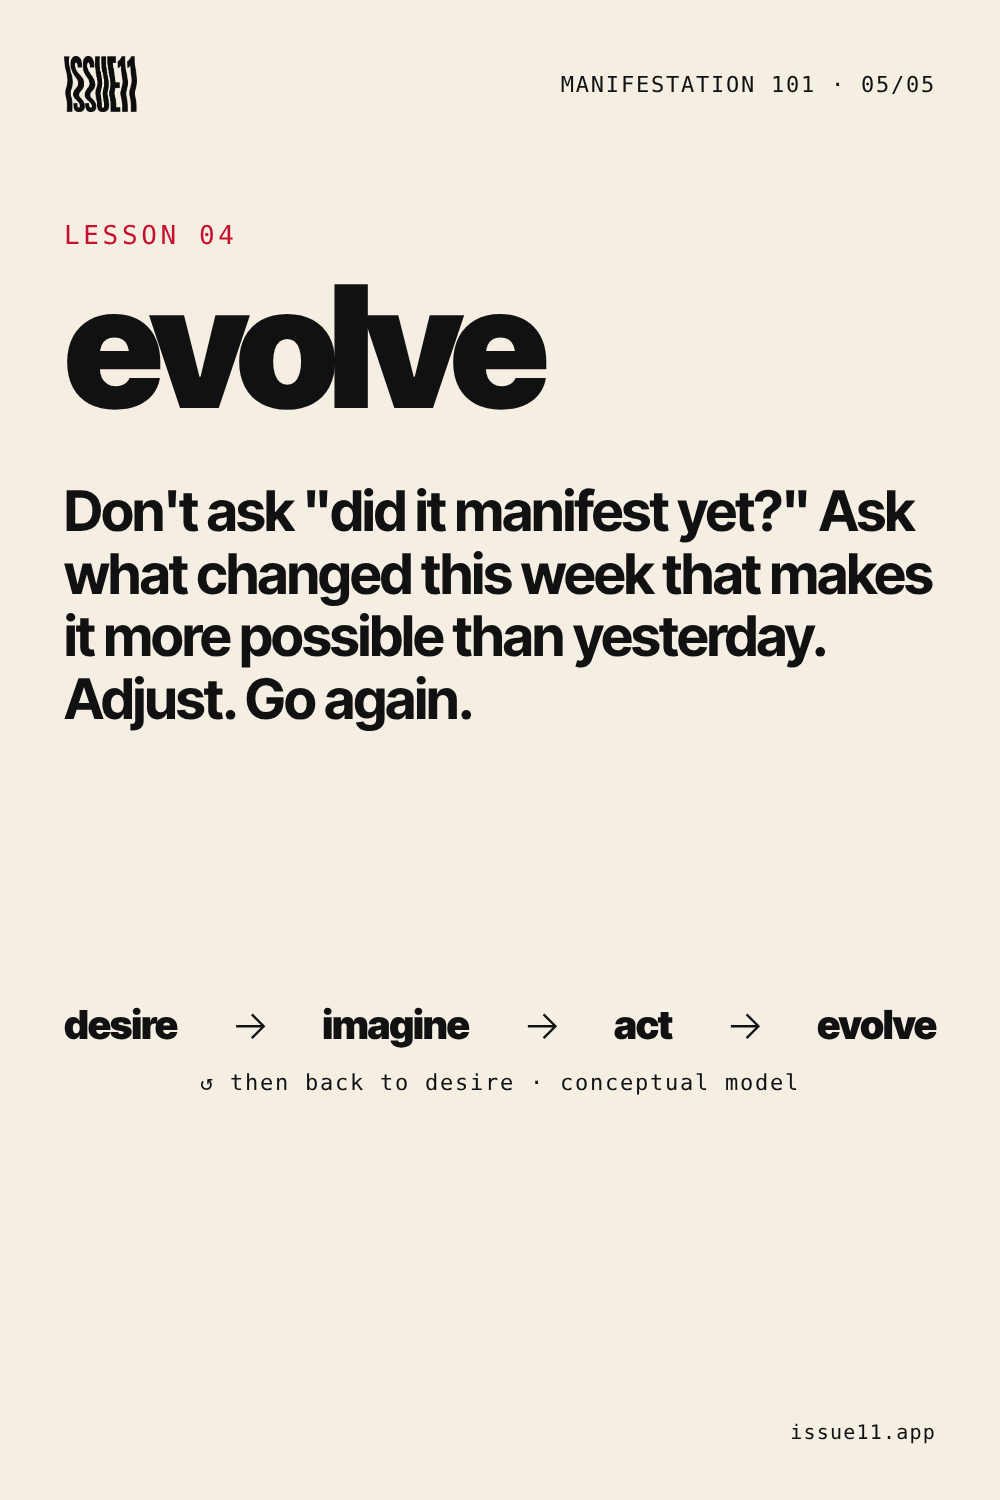 ISSUE11
MANIFESTATION 101 · 05/05
LESSON 04
evolve
Don't ask "did it manifest yet?" Ask
what changed this week that makes
it more possible than yesterday.
Adjust. Go again.
desire → imagine → act → evolve
↺ then back to desire · conceptual model
issue11.app